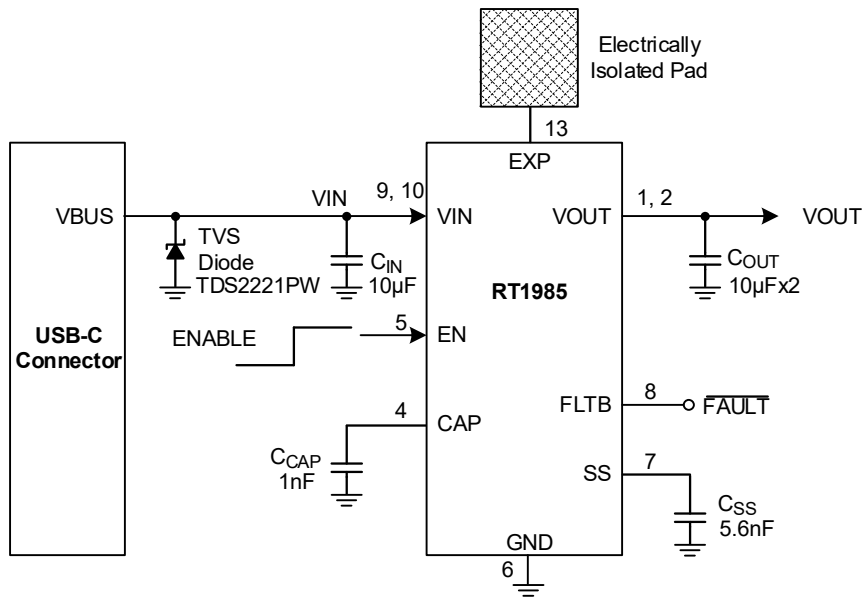 Electrically
Isolated Pad
13
EXP
VBUS
VIN
9, 10
VIN
VOUT
1, 2
VOUT
TVS
Diode
TDS2221PW
CIN
10µF
RT1985
COUT
10µFx2
USB-C
Connector
ENABLE
5
EN
4
CAP
CCAP
1nF
FLTB
8
FAULT
SS
7
CSS
5.6nF
GND
6